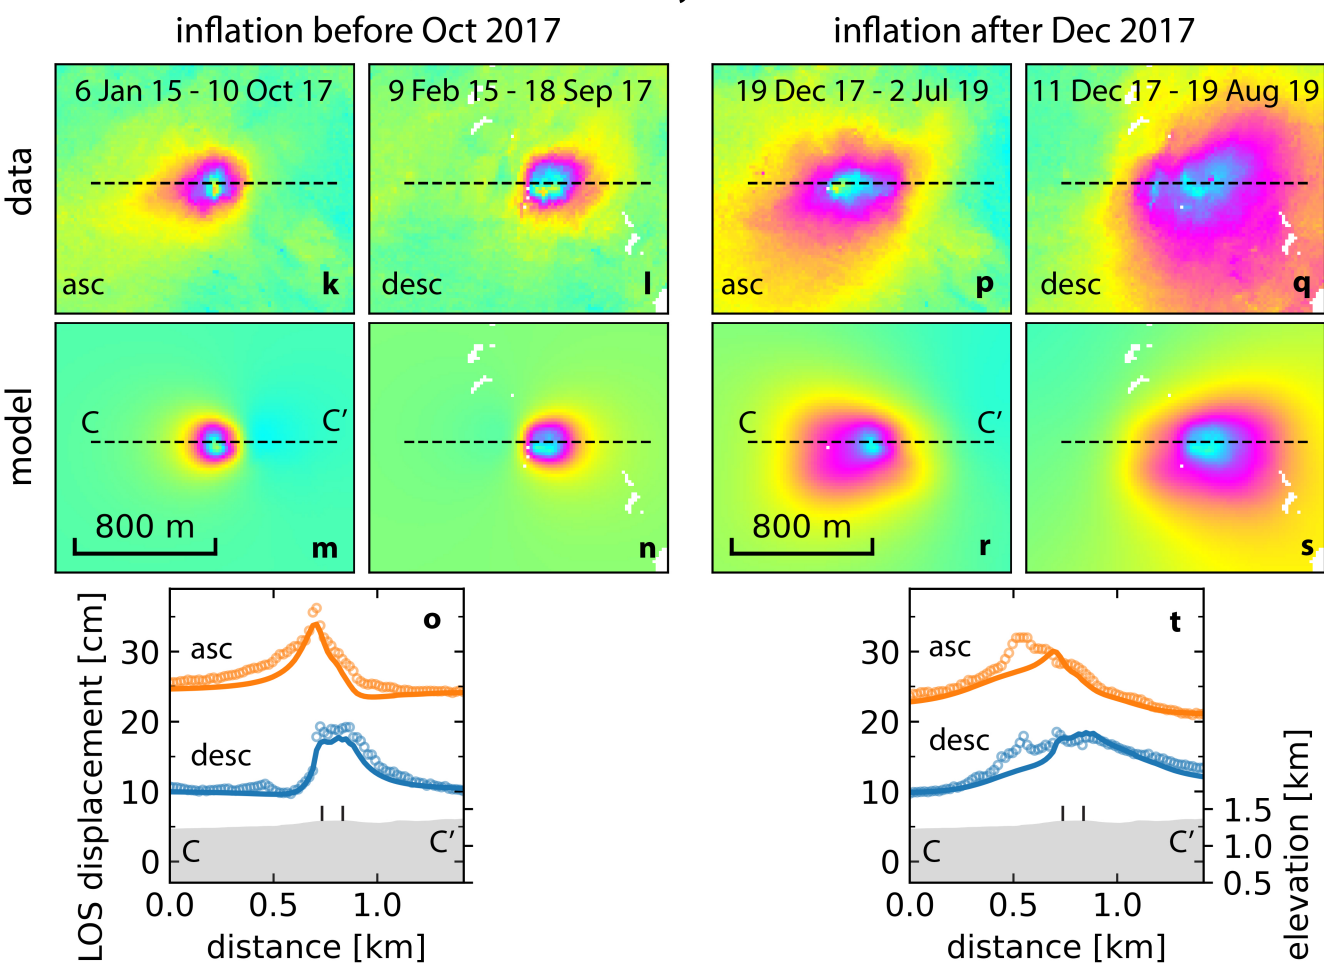 inflation before Oct 2017
inflation after Dec 2017
data
6 Jan 15 - 10 Oct 17
asc
k
9 Feb 15 - 18 Sep 17
desc
l
19 Dec 17 - 2 Jul 19
asc
p
11 Dec 17 - 19 Aug 19
desc
q
model
C
C′
800 m
m
n
C
C′
800 m
r
s
LOS displacement [cm]
30
20
10
0
asc
desc
o
C
C′
0.0
0.5
1.0
distance [km]
30
20
10
0
asc
desc
t
C
C′
0.0
0.5
1.0
distance [km]
1.5
1.0
0.5
elevation [km]